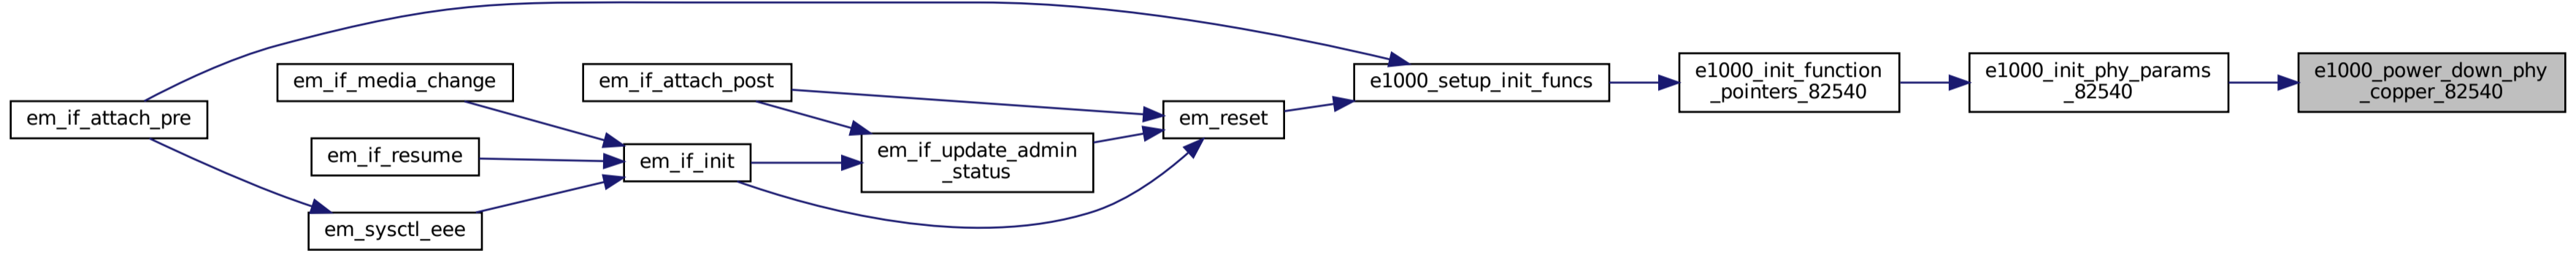 em_if_attach_pre
em_if_media_change
em_if_resume
em_sysctl_eee
em_if_attach_post
em_if_init
em_if_update_admin
_status
em_reset
e1000_setup_init_funcs
e1000_init_function
_pointers_82540
e1000_init_phy_params
_82540
e1000_power_down_phy
_copper_82540